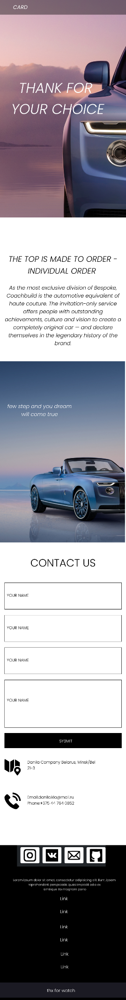 CARD
THANK FOR
YOUR CHOICE
THE TOP IS MADE TO ORDER -
INDIVIDUAL ORDER
As the most exclusive division of Bespoke,
Coachbuild is the automotive equivalent of
haute couture. The invitation-only service
offers people with outstanding
achievements, culture and vision to create a
completely original car — and declare
themselves in the legendary history of the
brand.
few step and you dream
will come true
CONTACT US
YOUR NAME
YOUR NAME
YOUR NAME
YOUR NAME
SYBMIT
Danila Company Belarus, Minsk/Bel
21-3
Email:danila.kla@mail.ru
Phone:+375 44 764 0852
Lorem ipsum dolor sit amet, consectetur adipisicing elit. Eum, ipsam
reprehenderit perspiciatis quasi impedit odio ex
similique illo magnam porro
Link
Link
Link
Link
Link
Link
thx for watch